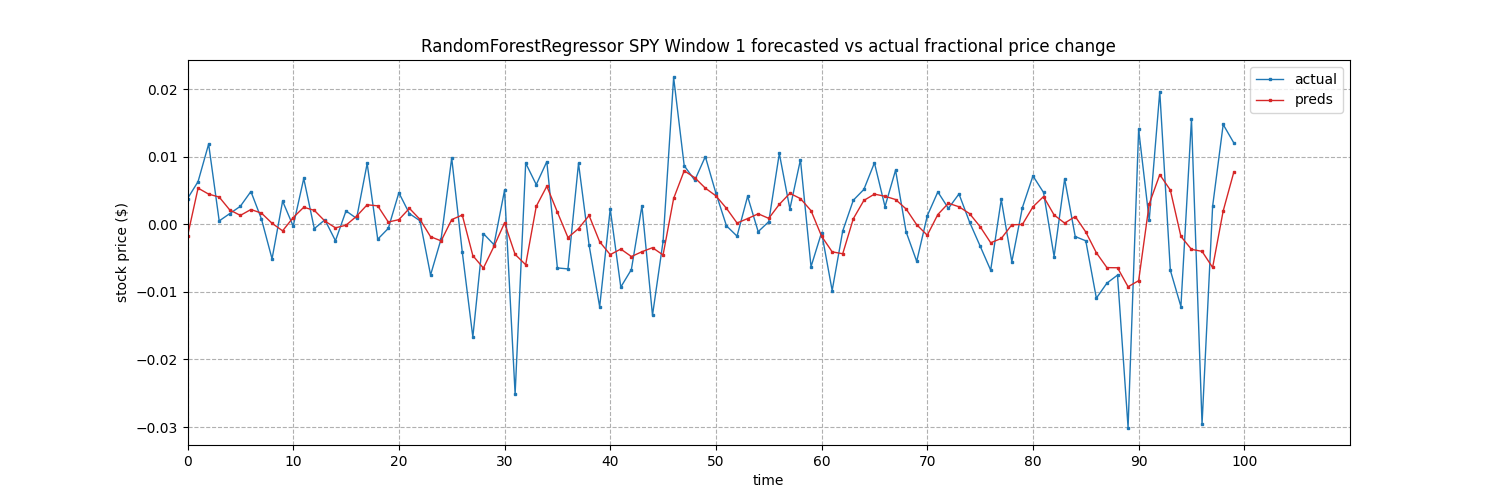 RandomForestRegressor SPY Window 1 forecasted vs actual fractional price change
actual
preds
stock price ($)
0.02
0.01
0.00
−0.01
−0.02
−0.03
0 10 20 30 40 50 60 70 80 90 100
time